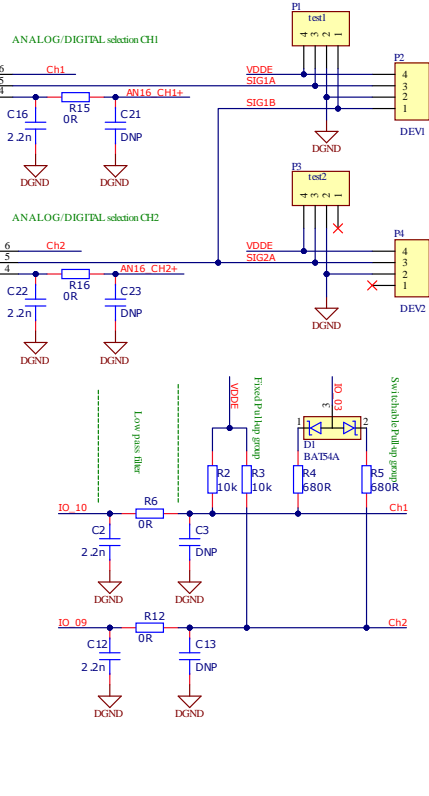 P1
test1
4 3 2 1
ANALOG/DIGITAL selection CH1
P2
6 Ch1
VDDE 4
5 SIG1A 3
4 AN16_CH1+ 2
SIG1B 1
R15
0R
C16
2.2n
C21
DNP
DEV1
DGND
DGND DGND
P3
test2
4 3 2 1
ANALOG/DIGITAL selection CH2
P4
6 Ch2
VDDE 4
5 SIG2A 3
4 AN16_CH2+ 2
1
R16
0R
C22
2.2n
C23
DNP
DEV2
DGND
DGND DGND
Low pass filter
VDDE
Fixed Pull-up group
IO_03
3
Switchable Pull-up group
1 2
D1
BAT54A
R2
10k
R3
10k
R4
680R
R5
680R
IO_10
R6
0R
Ch1
C2
2.2n
C3
DNP
DGND DGND
IO_09
R12
0R
Ch2
C12
2.2n
C13
DNP
DGND DGND